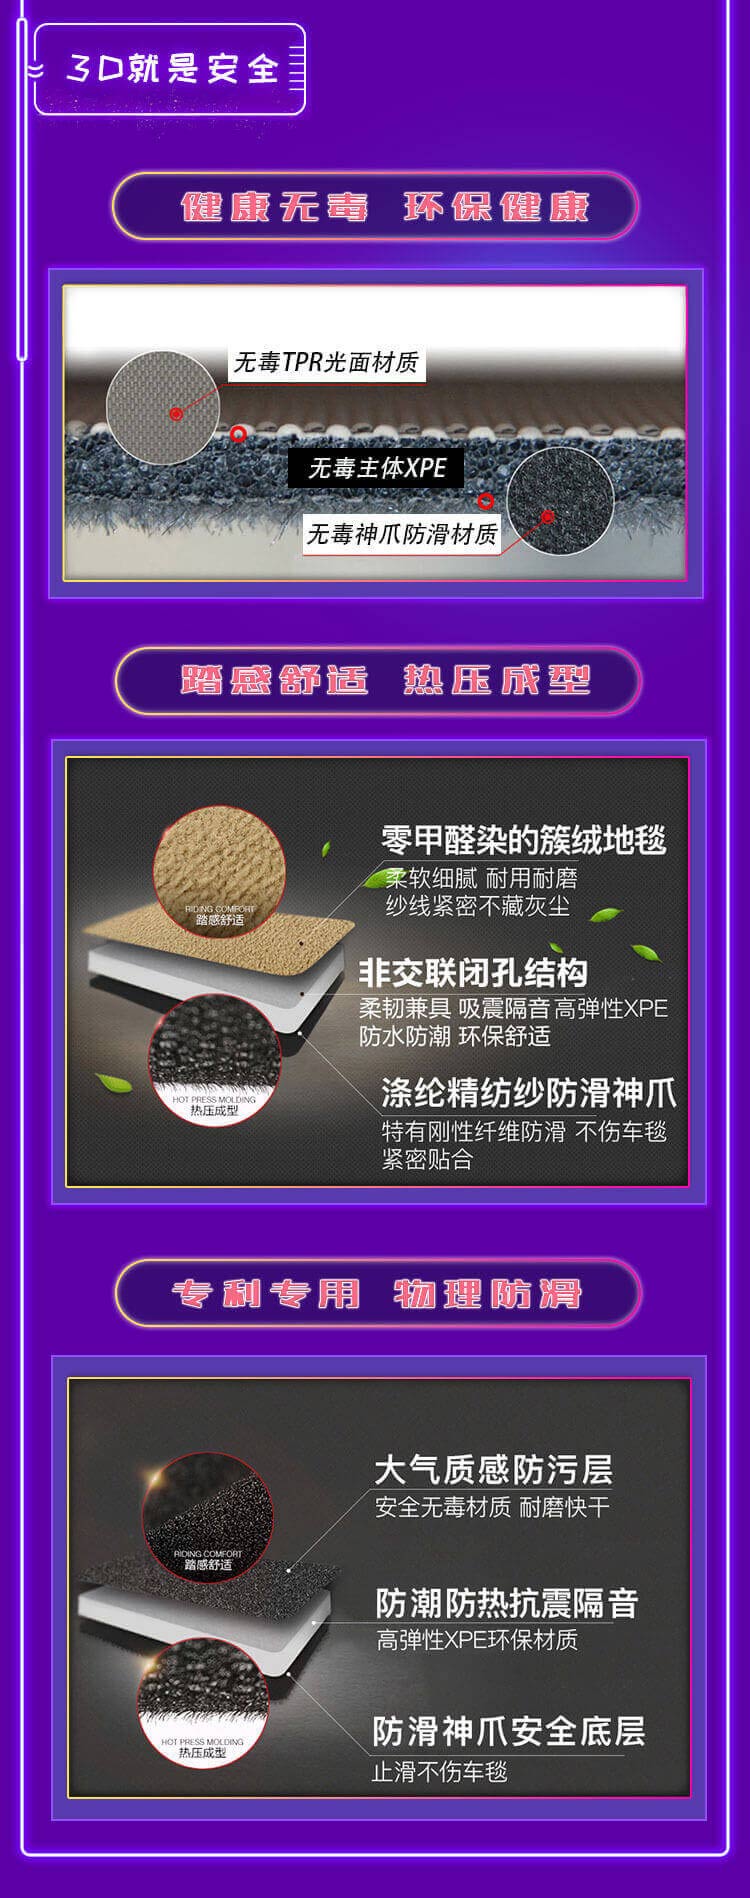 3D就是安全
健康无毒 环保健康
无毒TPR光面材质
无毒主体XPE
无毒神爪防滑材质
踏感舒适 热压成型
零甲醛染的簇绒地毯
柔软细腻 耐用耐磨
纱线紧密不藏灰尘
RIDING COMFORT
踏感舒适
非交联闭孔结构
柔韧兼具 吸震隔音 高弹性XPE
防水防潮 环保舒适
HOT PRESS MOLDING
热压成型
涤纶精纺纱防滑神爪
特有刚性纤维防滑 不伤车毯
紧密贴合
专利专用 物理防滑
大气质感防污层
安全无毒材质 耐磨快干
RIDING COMFORT
踏感舒适
防潮防热抗震隔音
高弹性XPE环保材质
HOT PRESS MOLDING
热压成型
防滑神爪安全底层
止滑不伤车毯